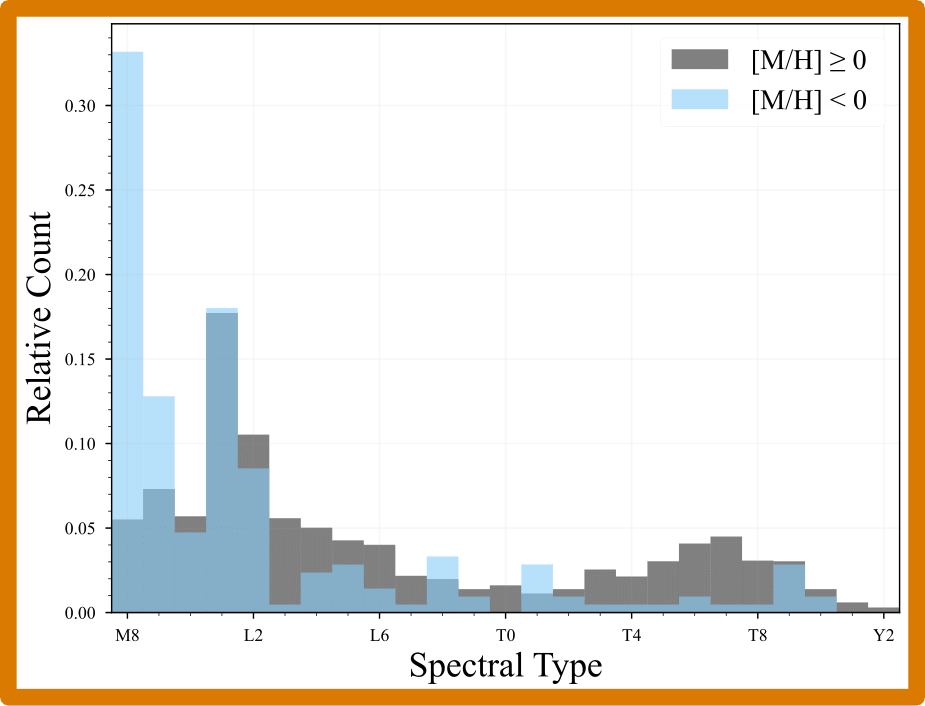 [M/H] ≥ 0
[M/H] < 0
0.30
0.25
0.20
0.15
0.10
0.05
0.00
Relative Count
M8 L2 L6 T0 T4 T8 Y2
Spectral Type